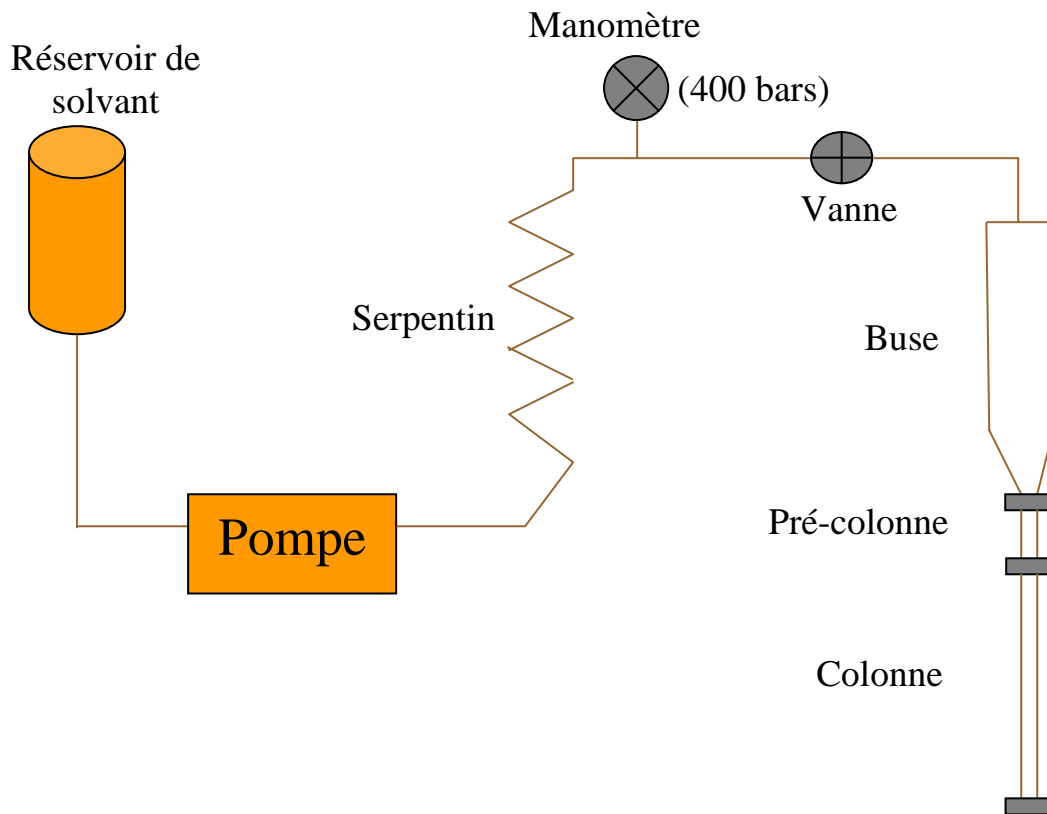 Manomètre
Réservoir de
solvant
(400 bars)
Vanne
Serpentin
Buse
Pompe
Pré-colonne
Colonne